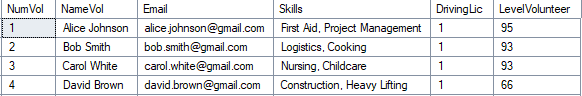 NumVol NameVol Email Skills DrivingLic LevelVolunteer
1 Alice Johnson alice.johnson@gmail.com First Aid, Project Management 1 95
2 Bob Smith bob.smith@gmail.com Logistics, Cooking 1 93
3 Carol White carol.white@gmail.com Nursing, Childcare 1 93
4 David Brown david.brown@gmail.com Construction, Heavy Lifting 1 66